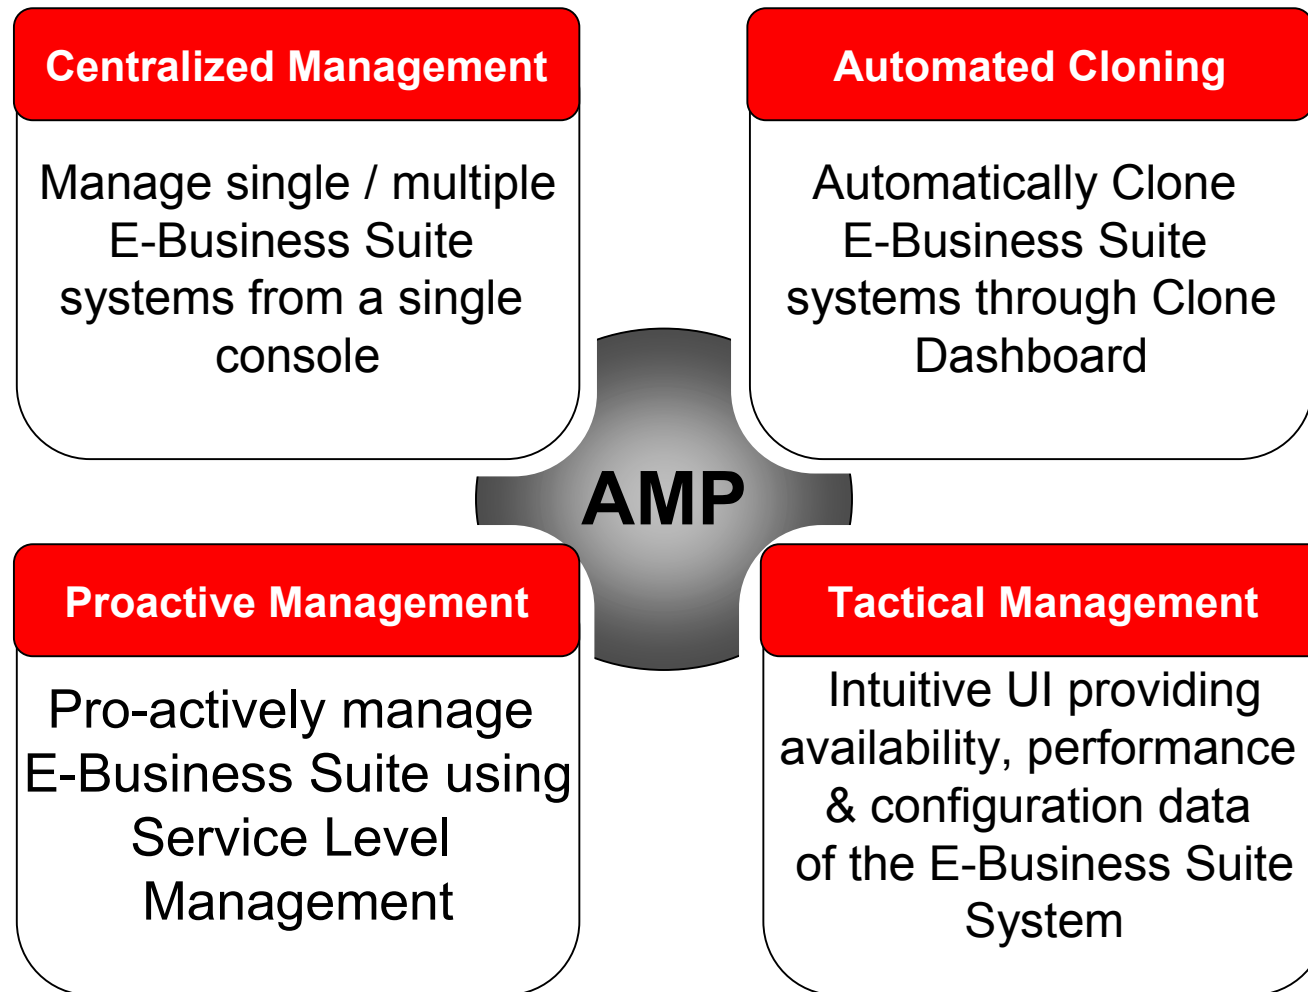 Centralized Management
Manage single / multiple
E-Business Suite
systems from a single
console
Automated Cloning
Automatically Clone
E-Business Suite
systems through Clone
Dashboard
AMP
Proactive Management
Pro-actively manage
E-Business Suite using
Service Level
Management
Tactical Management
Intuitive UI providing
availability, performance
& configuration data
of the E-Business Suite
System